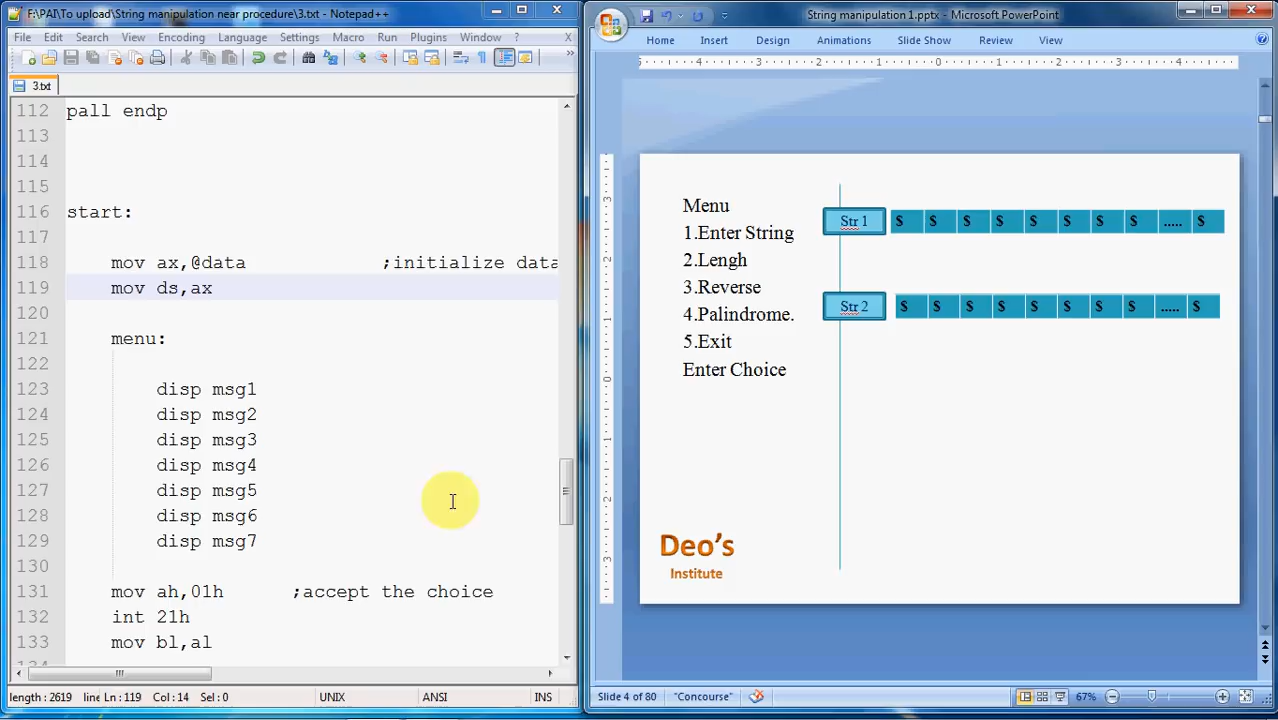 F:\PAI\To upload\String manipulation near procedure\3.txt - Notepad++
File Edit Search View Encoding Language Settings Macro Run Plugins Window ? X
3.txt
112 pall endp
113
114
115
116 start:
117
118 mov ax,@data ;initialize data
119 mov ds,ax
120
121 menu:
122
123 disp msg1
124 disp msg2
125 disp msg3
126 disp msg4
127 disp msg5
128 disp msg6
129 disp msg7
130
131 mov ah,01h ;accept the choice
132 int 21h
133 mov bl,al
length : 2619 line Ln : 119 Col : 14 Sel : 0 UNIX ANSI INS
String manipulation 1.pptx - Microsoft PowerPoint
Home Insert Design Animations Slide Show Review View
Menu
1.Enter String
2.Lengh
3.Reverse
4.Palindrome.
5.Exit
Enter Choice
Str 1 $ $ $ $ $ $ $ $ ..... $
Str 2 $ $ $ $ $ $ $ $ ..... $
Deo's
Institute
Slide 4 of 80 "Concourse" 67%